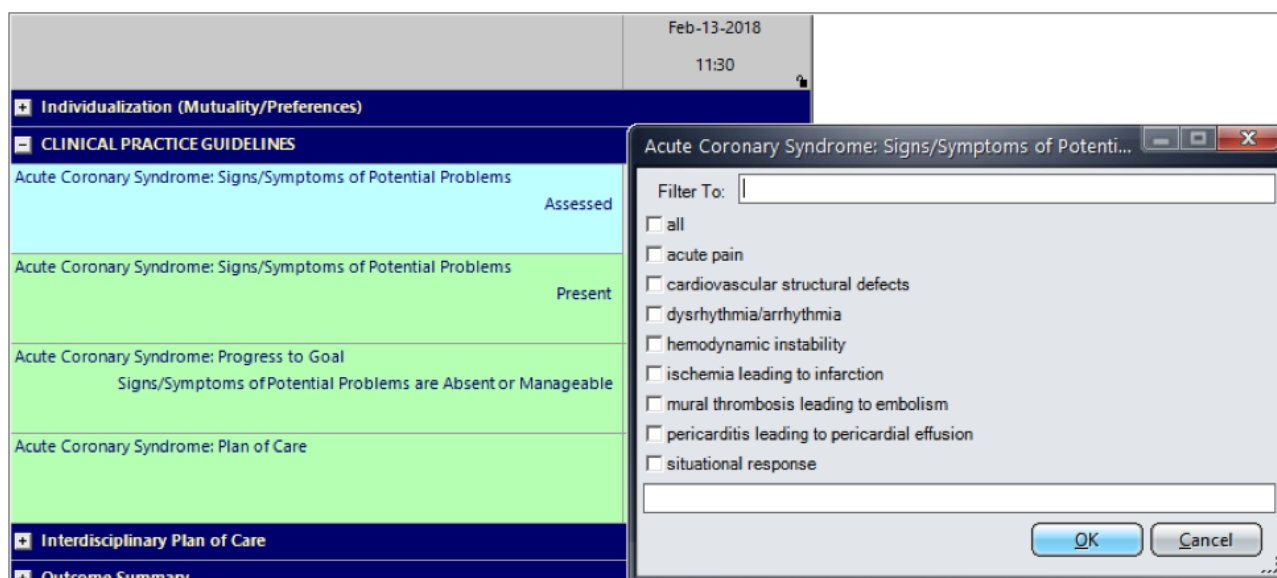 Feb-13-2018
11:30
Individualization (Mutuality/Preferences)
CLINICAL PRACTICE GUIDELINES
Acute Coronary Syndrome: Signs/Symptoms of Potential Problems
Assessed
Acute Coronary Syndrome: Signs/Symptoms of Potential Problems
Present
Acute Coronary Syndrome: Progress to Goal
Signs/Symptoms of Potential Problems are Absent or Manageable
Acute Coronary Syndrome: Plan of Care
Interdisciplinary Plan of Care
Outcome Summary
Acute Coronary Syndrome: Signs/Symptoms of Potenti...
Filter To:
all
acute pain
cardiovascular structural defects
dysrhythmia/arrhythmia
hemodynamic instability
ischemia leading to infarction
mural thrombosis leading to embolism
pericarditis leading to pericardial effusion
situational response
OK
Cancel